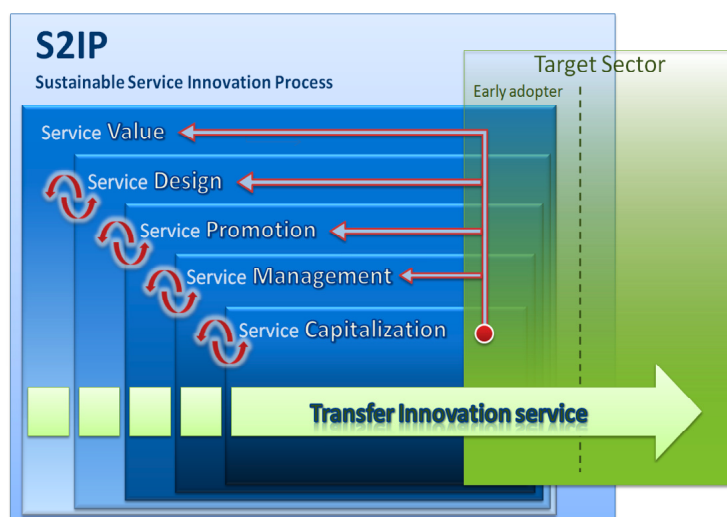 S2IP
Sustainable Service Innovation Process
Target Sector
Early adopter
Service Value
Service Design
Service Promotion
Service Management
Service Capitalization
Transfer Innovation service